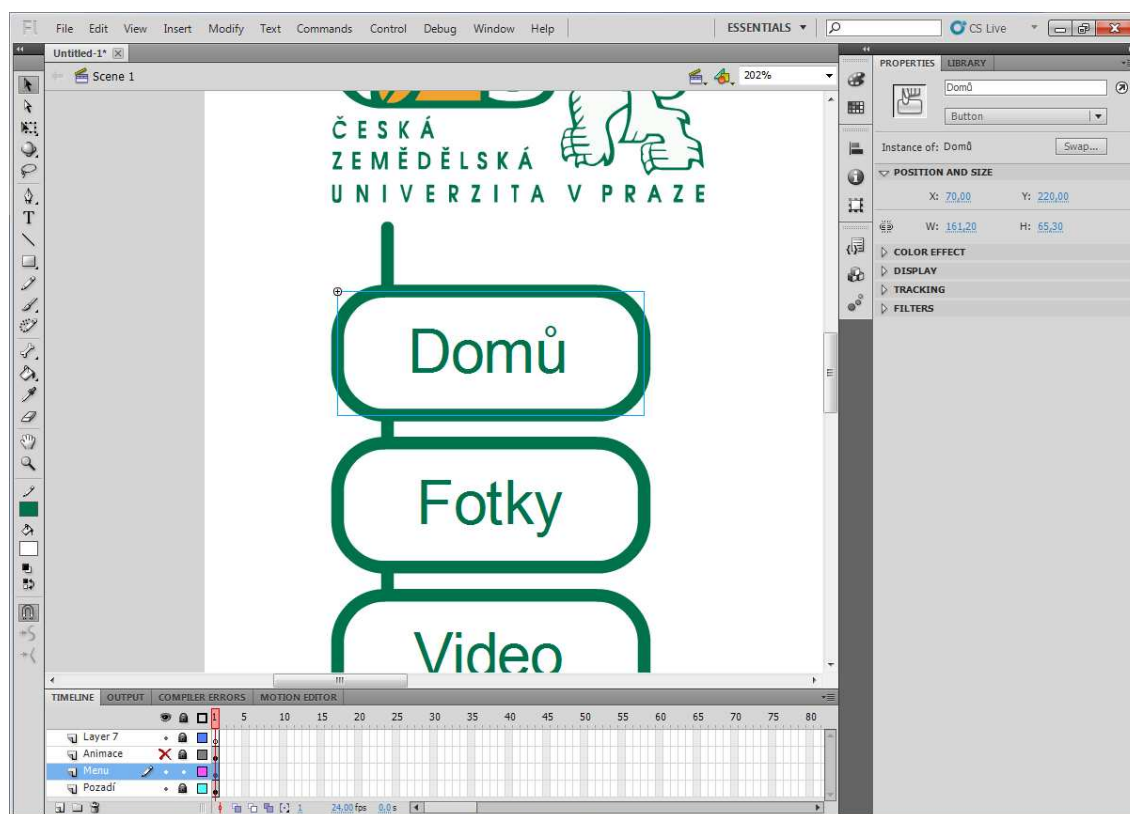 Fl File Edit View Insert Modify Text Commands Control Debug Window Help ESSENTIALS CS Live
Untitled-1*
Scene 1 202%
ČESKÁ
ZEMĚDĚLSKÁ
UNIVERZITA V PRAZE
Domů
Fotky
Video
PROPERTIES LIBRARY
Domů
Button
Instance of: Domů Swap...
POSITION AND SIZE
X: 70,00 Y: 220,00
W: 161,20 H: 65,30
COLOR EFFECT
DISPLAY
TRACKING
FILTERS
TIMELINE OUTPUT COMPILER ERRORS MOTION EDITOR
1 5 10 15 20 25 30 35 40 45 50 55 60 65 70 75 80
Layer 7
Animace
Menu
Pozadí
1 24,00 fps 0,0 s